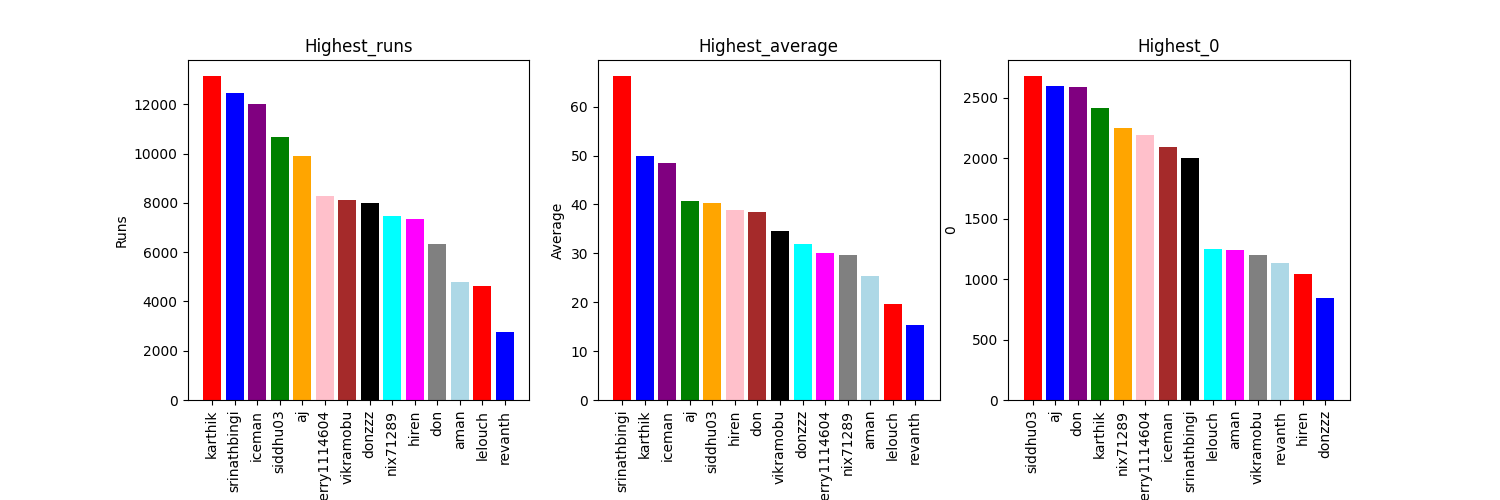 Highest_runs
Runs
12000
10000
8000
6000
4000
2000
0
karthik
srinathbingi
iceman
siddhu03
aj
erry1114604
vikramobu
donzzz
nix71289
hiren
don
aman
lelouch
revanth
Highest_average
Average
60
50
40
30
20
10
0
srinathbingi
karthik
iceman
aj
siddhu03
hiren
don
vikramobu
donzzz
erry1114604
nix71289
aman
lelouch
revanth
Highest_0
0
2500
2000
1500
1000
500
0
siddhu03
aj
don
karthik
nix71289
erry1114604
iceman
srinathbingi
lelouch
aman
vikramobu
revanth
hiren
donzzz